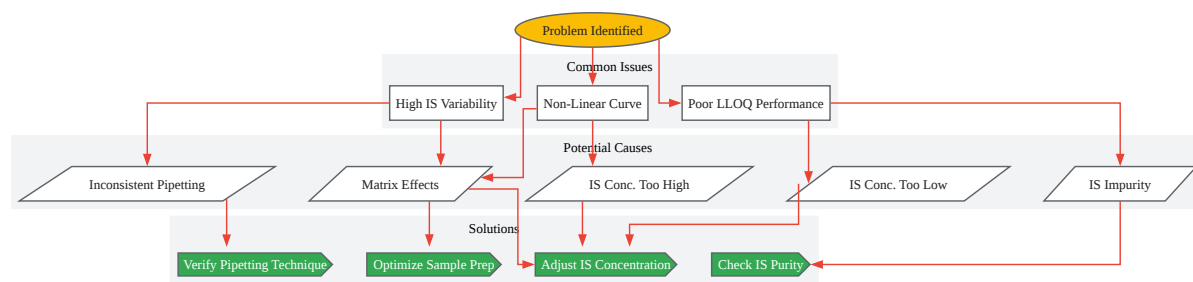 Problem Identified
Common Issues
High IS Variability
Non-Linear Curve
Poor LLOQ Performance
Potential Causes
Inconsistent Pipetting
Matrix Effects
IS Conc. Too High
IS Conc. Too Low
IS Impurity
Solutions
Verify Pipetting Technique
Optimize Sample Prep
Adjust IS Concentration
Check IS Purity